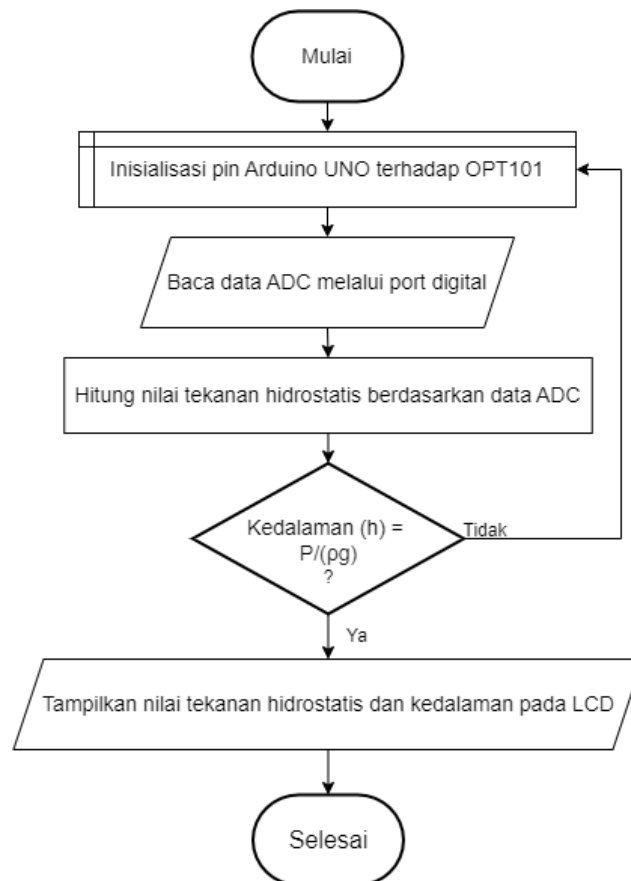 Mulai
Inisialisasi pin Arduino UNO terhadap OPT101
Baca data ADC melalui port digital
Hitung nilai tekanan hidrostatis berdasarkan data ADC
Kedalaman (h) =
P/(ρg)
?
Tidak
Ya
Tampilkan nilai tekanan hidrostatis dan kedalaman pada LCD
Selesai